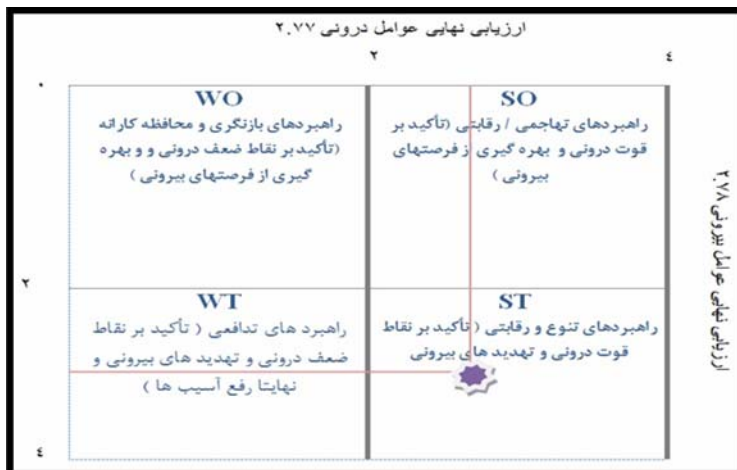 ارزیابی نهایی عوامل درونی ۲.۷۷
۴
۲
۰
SO
راهبردهای تهاجمی / رقابتی (تأکید بر
قوت درونی و بهره گیری از فرصتهای
بیرونی )
WO
راهبردهای بازنگری و محافظه کارانه
(تأکید بر نقاط ضعف درونی و و بهره
گیری از فرصتهای بیرونی )
ارزیابی نهایی عوامل بیرونی ۲.۷۸
۲
ST
راهبردهای تنوع و رقابتی ( تأکید بر نقاط
قوت درونی و تهدید های بیرونی
WT
راهبرد های تدافعی ( تأکید بر نقاط
ضعف درونی و تهدید های بیرونی و
نهایتا رفع آسیب ها )
۴